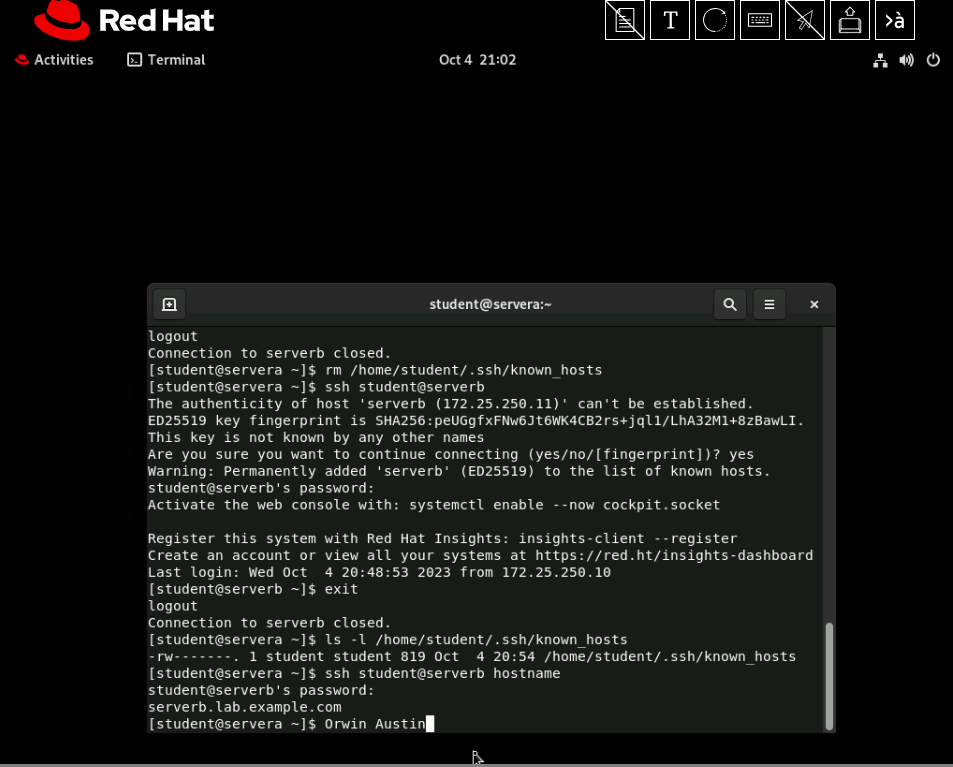 Red Hat
T
>à
Activities Terminal Oct 4 21:02
student@servera:~
logout
Connection to serverb closed.
[student@servera ~]$ rm /home/student/.ssh/known_hosts
[student@servera ~]$ ssh student@serverb
The authenticity of host 'serverb (172.25.250.11)' can't be established.
ED25519 key fingerprint is SHA256:peUGgfxFNw6Jt6WK4CB2rs+jql1/LhA32M1+8zBawLI.
This key is not known by any other names
Are you sure you want to continue connecting (yes/no/[fingerprint])? yes
Warning: Permanently added 'serverb' (ED25519) to the list of known hosts.
student@serverb's password:
Activate the web console with: systemctl enable --now cockpit.socket

Register this system with Red Hat Insights: insights-client --register
Create an account or view all your systems at https://red.ht/insights-dashboard
Last login: Wed Oct  4 20:48:53 2023 from 172.25.250.10
[student@serverb ~]$ exit
logout
Connection to serverb closed.
[student@servera ~]$ ls -l /home/student/.ssh/known_hosts
-rw-------. 1 student student 819 Oct  4 20:54 /home/student/.ssh/known_hosts
[student@servera ~]$ ssh student@serverb hostname
student@serverb's password:
serverb.lab.example.com
[student@servera ~]$ Orwin Austin